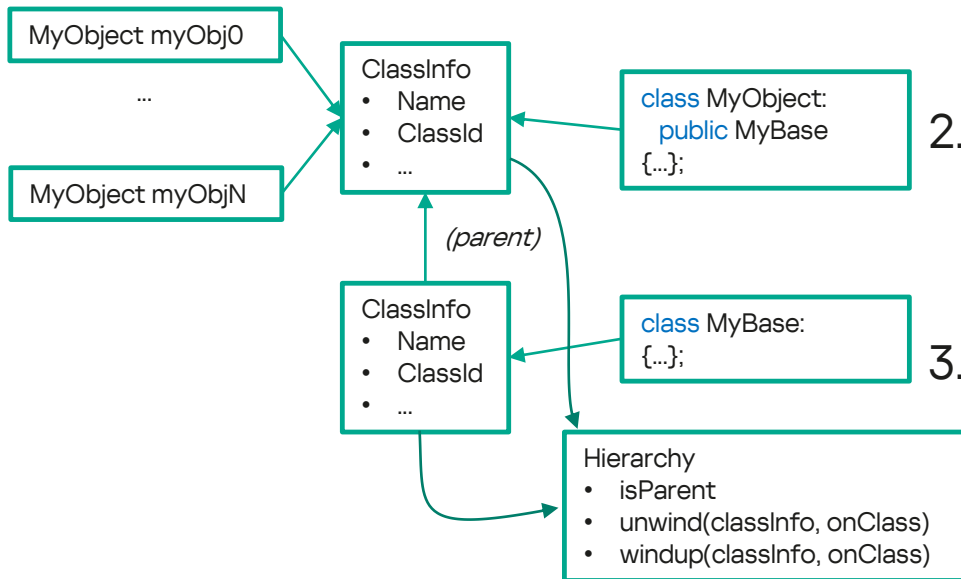 MyObject myObj0
...
MyObject myObjN
ClassInfo
• Name
• ClassId
• ...
class MyObject:
public MyBase
{...};
2.
(parent)
ClassInfo
• Name
• ClassId
• ...
class MyBase:
{...};
3.
Hierarchy
• isParent
• unwind(classInfo, onClass)
• windup(classInfo, onClass)